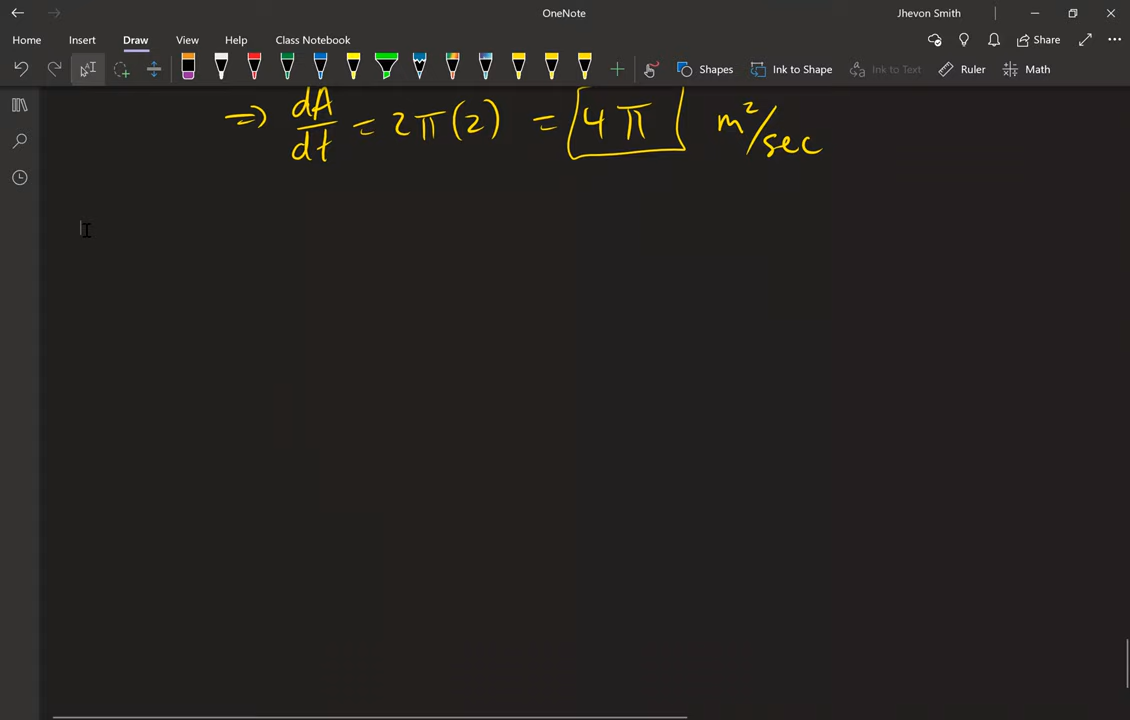 OneNote
Jhevon Smith
Home Insert Draw View Help Class Notebook
Share
Shapes Ink to Shape Ink to Text Ruler Math
⇒ dA/dt = 2π(2) = 4π m²/sec